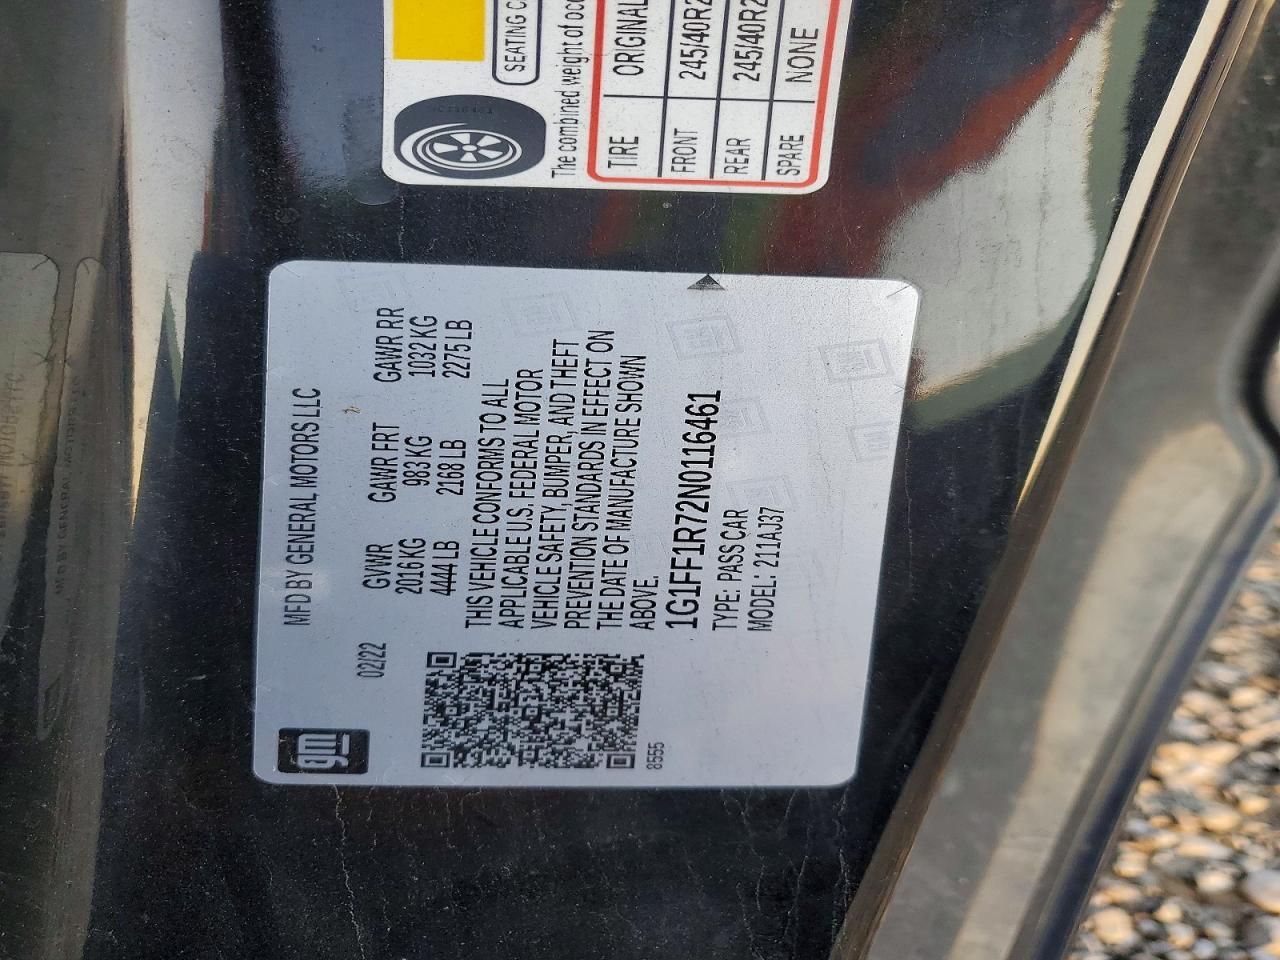 gm
MFD BY GENERAL MOTORS LLC
02/22
GVWR GAWR FRT GAWR RR
2016 KG 983 KG 1032 KG
4444 LB 2168 LB 2275 LB
THIS VEHICLE CONFORMS TO ALL
APPLICABLE U.S. FEDERAL MOTOR
VEHICLE SAFETY, BUMPER, AND THEFT
PREVENTION STANDARDS IN EFFECT ON
THE DATE OF MANUFACTURE SHOWN
ABOVE.
8555
1G1FF1R72N0116461
TYPE: PASS CAR
MODEL: 211AJ37
SEATING C
The combined weight of occ
TIRE ORIGINAL
FRONT 245/40R2
REAR 245/40R2
SPARE NONE